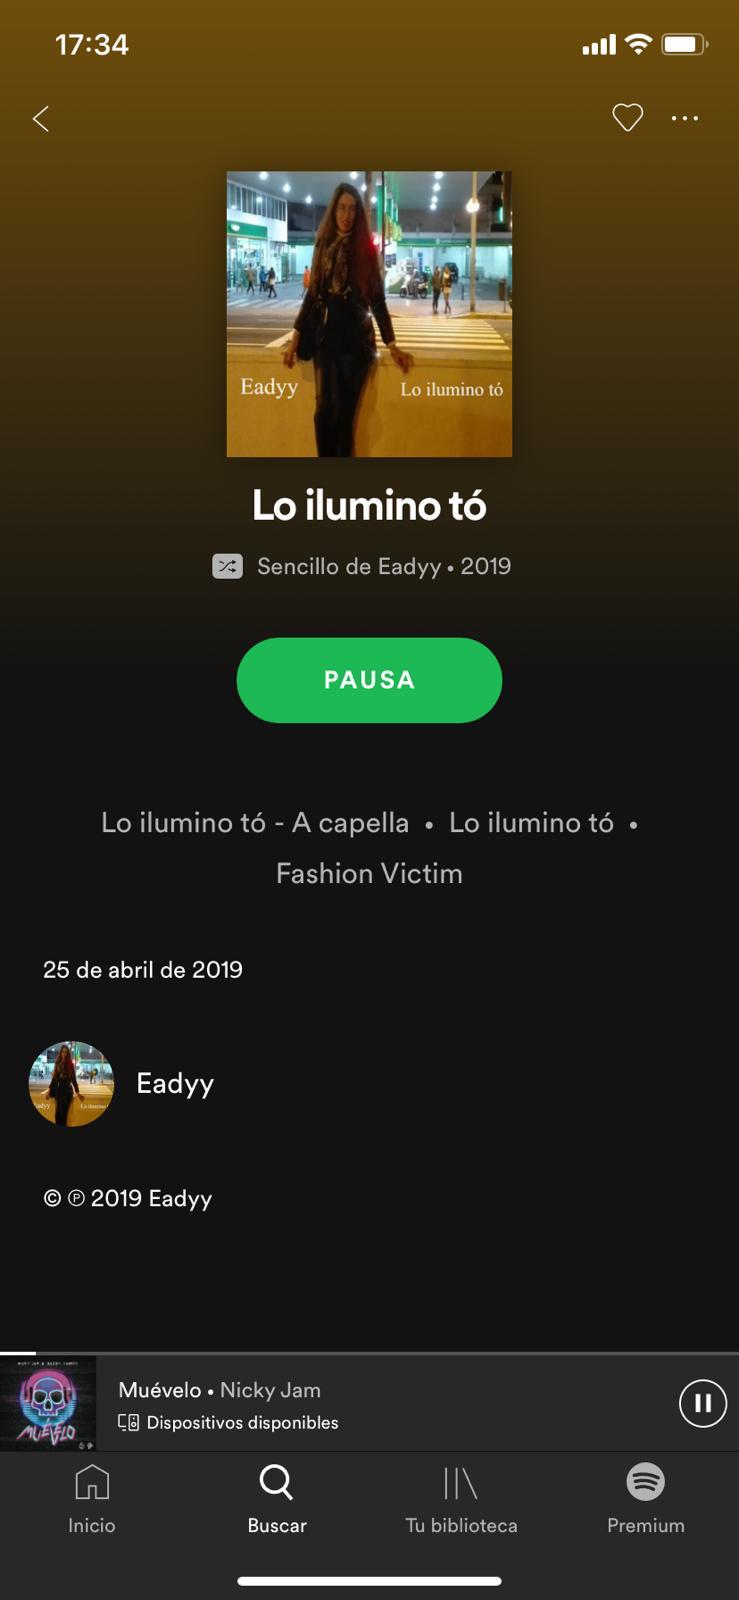 17:34
Eadyy
Lo ilumino tó
Lo ilumino tó
Sencillo de Eadyy • 2019
PAUSA
Lo ilumino tó - A capella • Lo ilumino tó •
Fashion Victim
25 de abril de 2019
Eadyy
© ℗ 2019 Eadyy
MUÉVELO
Muévelo • Nicky Jam
Dispositivos disponibles
Inicio
Buscar
Tu biblioteca
Premium